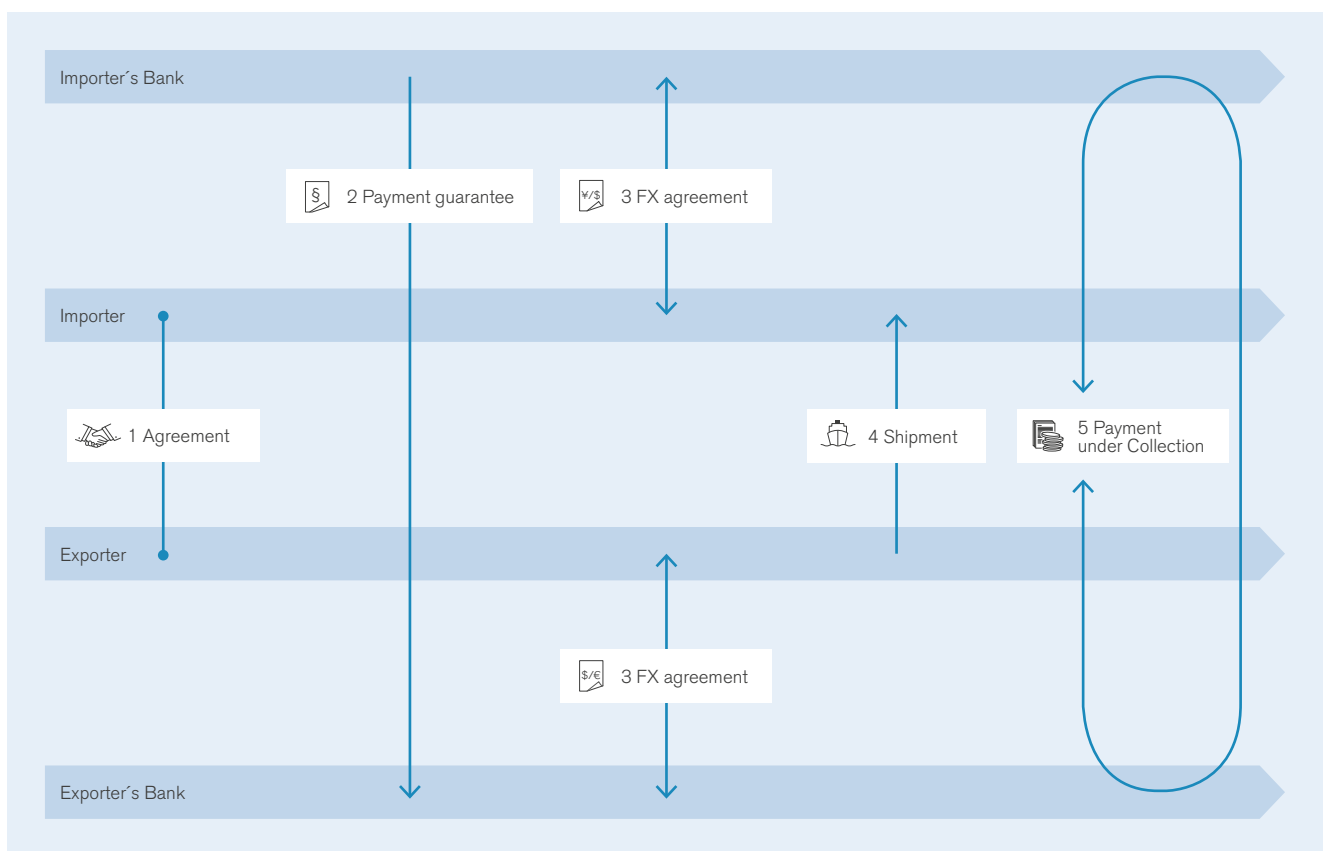 Importer´s Bank
§
2 Payment guarantee
¥/$
3 FX agreement
Importer
1 Agreement
4 Shipment
5 Payment
under Collection
Exporter
$/€
3 FX agreement
Exporter´s Bank